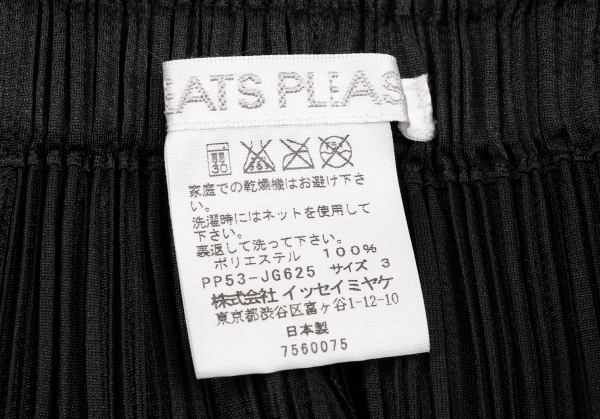 EATS PLEAS
30
家庭での乾燥機はお避け下さ
い。
洗濯時にはネットを使用して
下さい。
裏返して洗って下さい。
ポリエステル 100%
PP53-JG625 サイズ 3
株式会社 イッセイミヤケ
東京都渋谷区富ヶ谷1-12-10
日本製
7560075